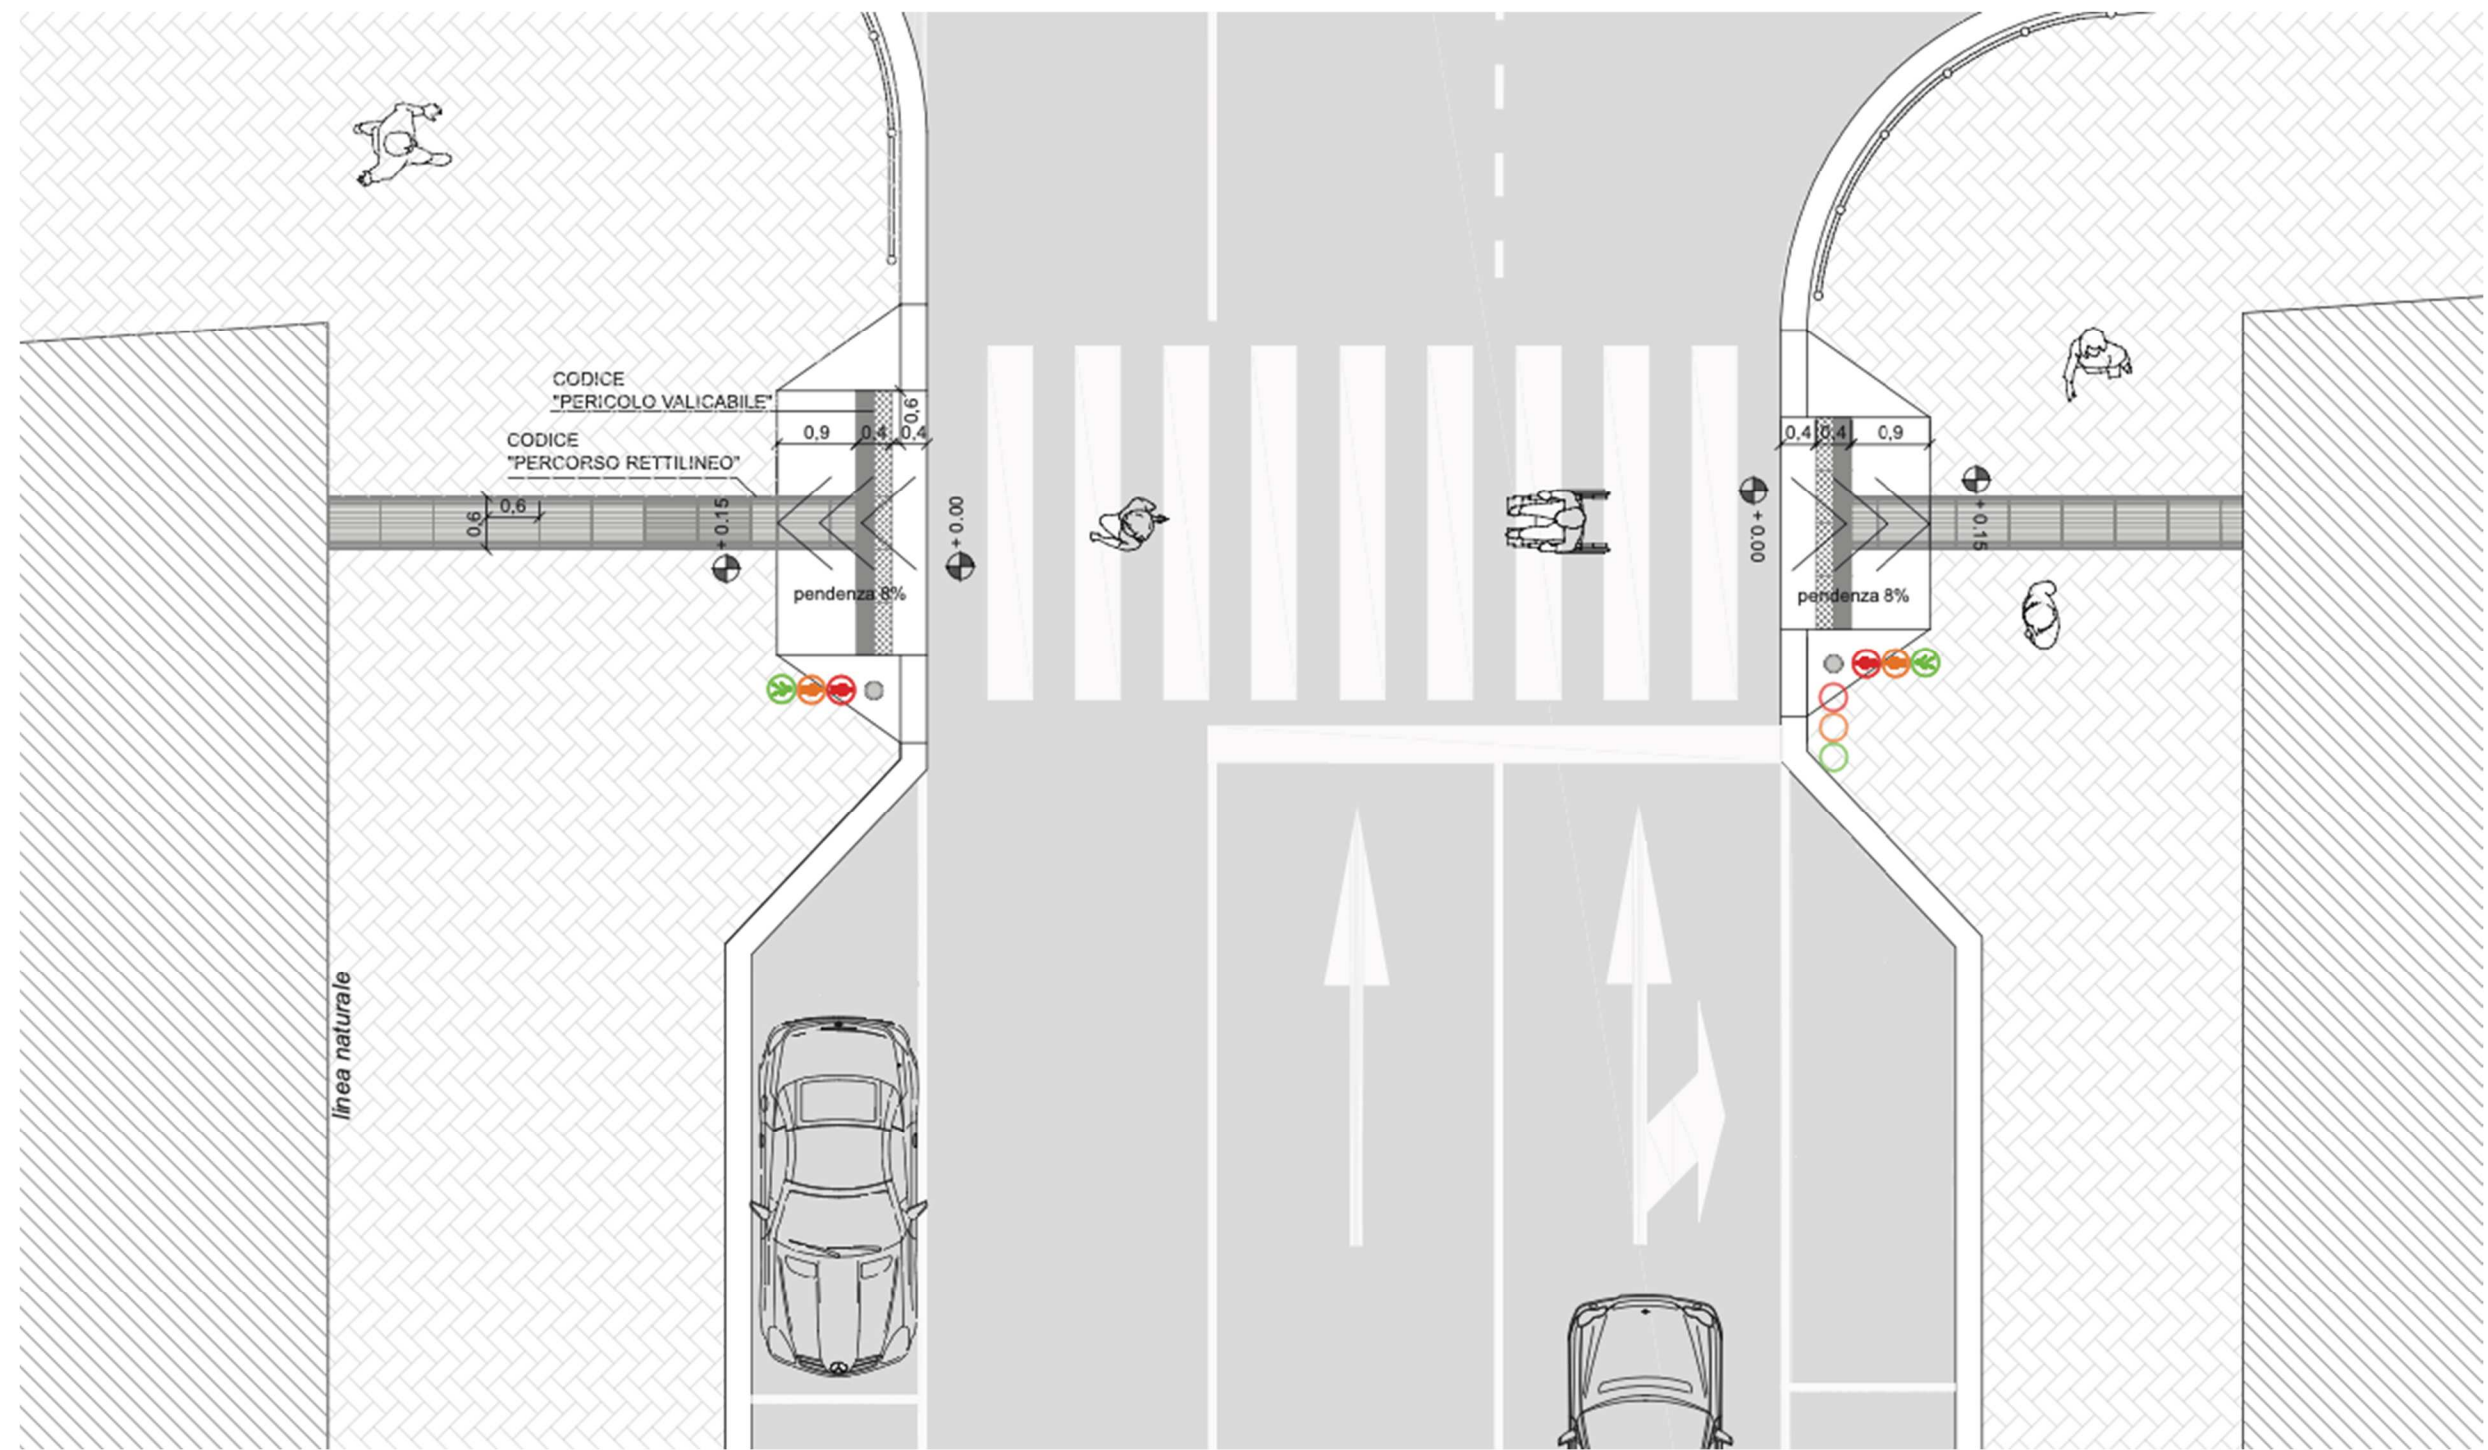 CODICE
"PERICOLO VALICABILE"
CODICE
"PERCORSO RETTILINEO"
0,6
0,9
0,4
0,4
0,4
0,4
0,9
0,6
0,6
+ 0.15
+ 0.00
+ 0.00
+ 0.15
pendenza 8%
pendenza 8%
linea naturale